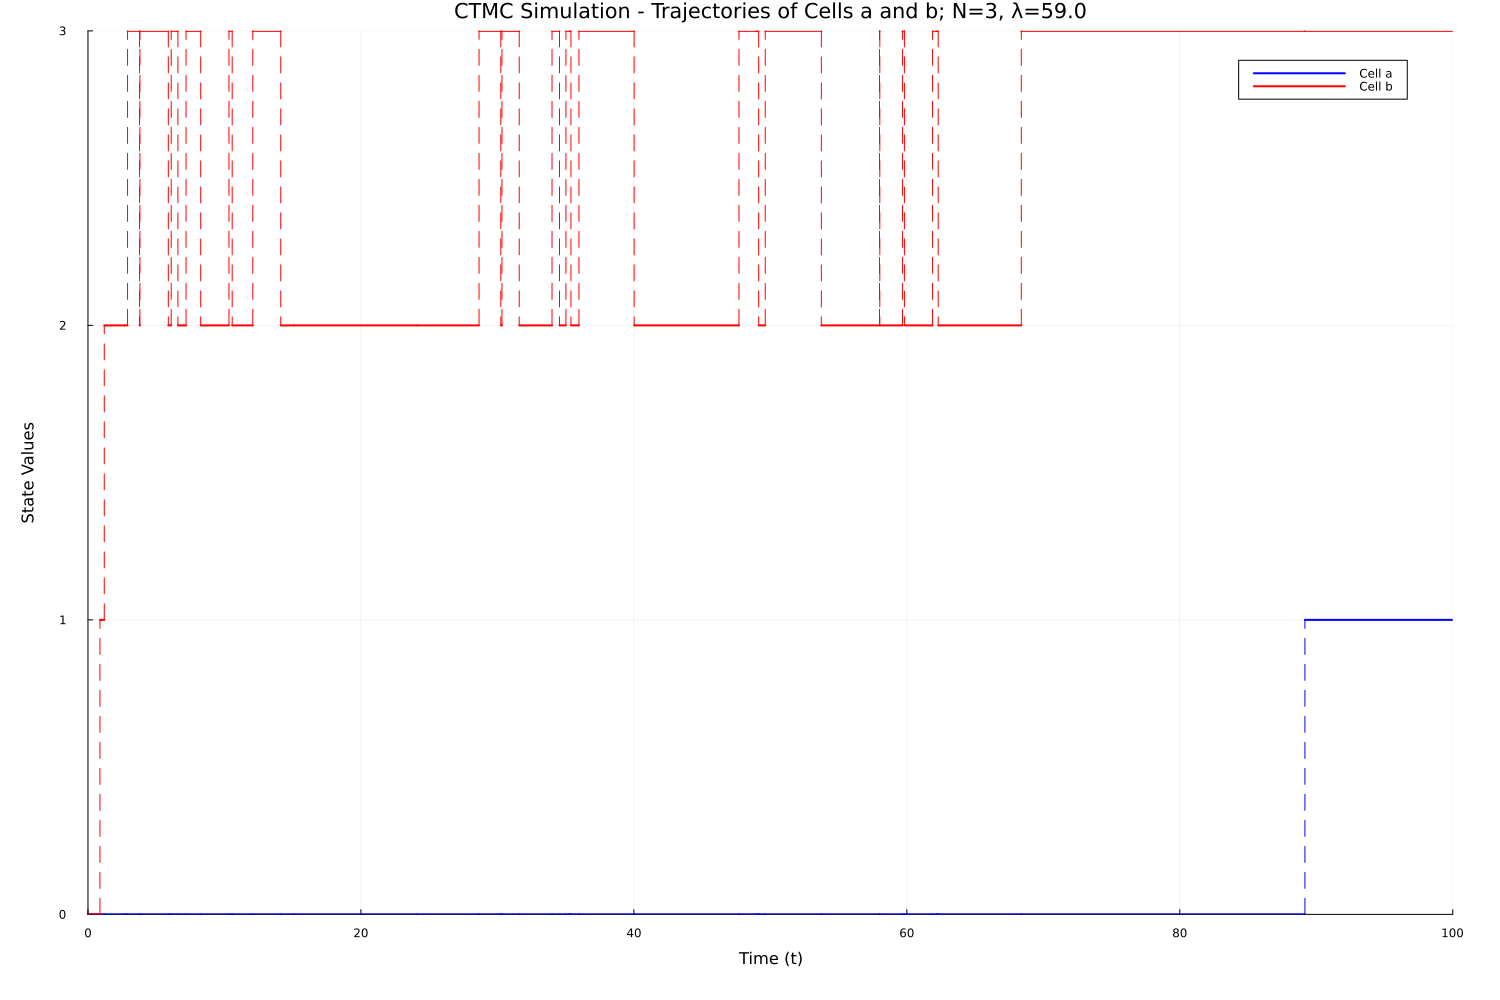 CTMC Simulation - Trajectories of Cells a and b; N=3, λ=59.0
3
Cell a
Cell b
2
State Values
1
0
0 20 40 60 80 100
Time (t)